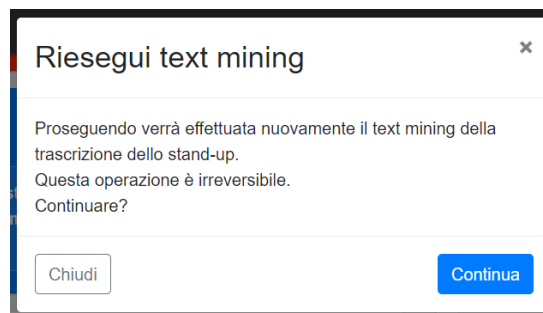 Riesegui text mining
×
Proseguendo verrà effettuata nuovamente il text mining della
trascrizione dello stand-up.
Questa operazione è irreversibile.
Continuare?
Chiudi
Continua